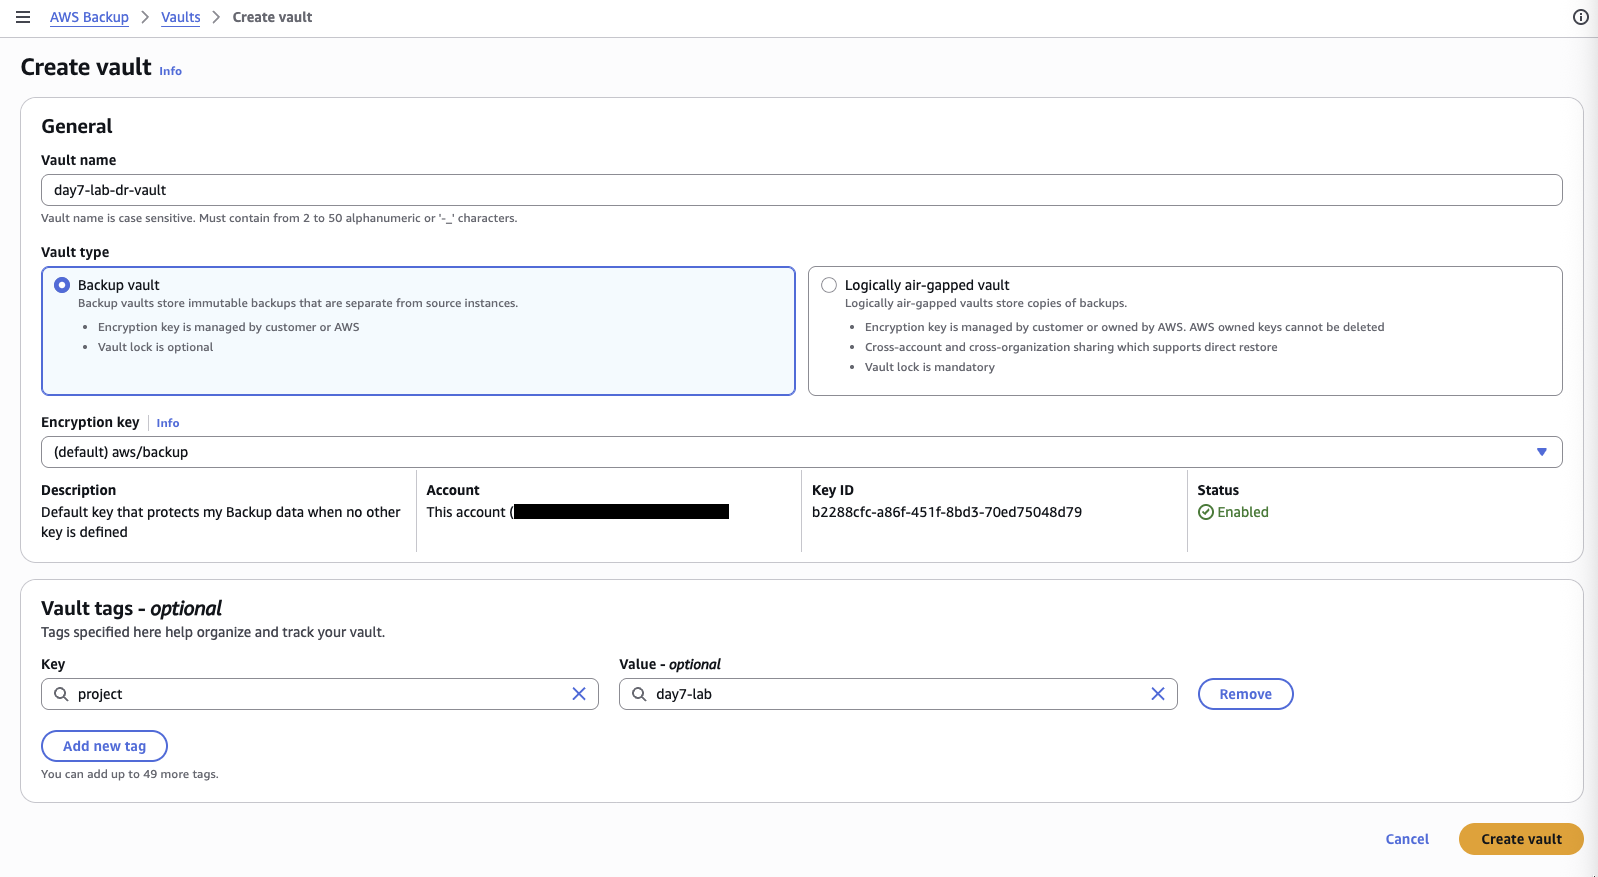 AWS Backup > Vaults > Create vault
Create vault Info
General
Vault name
day7-lab-dr-vault
Vault name is case sensitive. Must contain from 2 to 50 alphanumeric or '-_' characters.
Vault type
Backup vault
Backup vaults store immutable backups that are separate from source instances.
• Encryption key is managed by customer or AWS
• Vault lock is optional
Logically air-gapped vault
Logically air-gapped vaults store copies of backups.
• Encryption key is managed by customer or owned by AWS. AWS owned keys cannot be deleted
• Cross-account and cross-organization sharing which supports direct restore
• Vault lock is mandatory
Encryption key Info
(default) aws/backup
Description
Default key that protects my Backup data when no other
key is defined
Account
This account (
Key ID
b2288cfc-a86f-451f-8bd3-70ed75048d79
Status
Enabled
Vault tags - optional
Tags specified here help organize and track your vault.
Key
project
Value - optional
day7-lab
Remove
Add new tag
You can add up to 49 more tags.
Cancel
Create vault